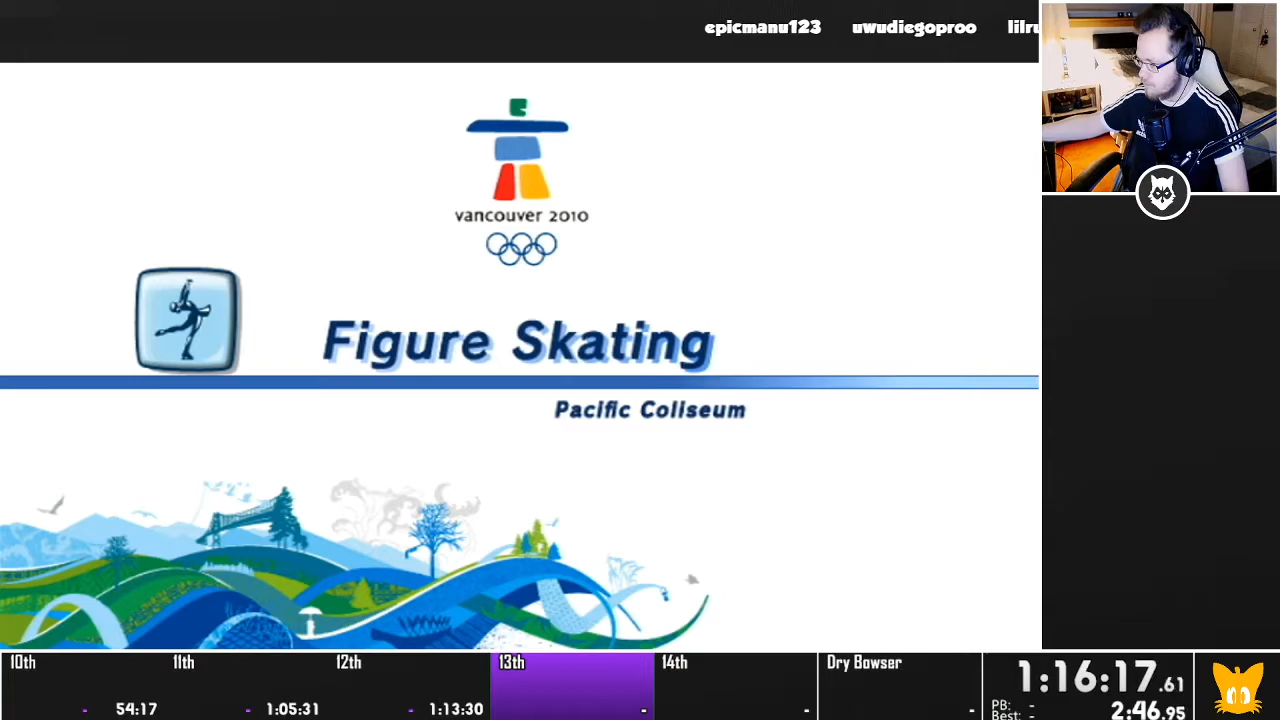 epicmanu123 uwudiegoproo lilru
vancouver 2010
Figure Skating
Pacific Coliseum
10th 11th 12th 13th 14th Dry Bowser
- 54:17 - 1:05:31 - 1:13:30 - - -
1:16:17.61
PB: -
Best: - 2:46.95